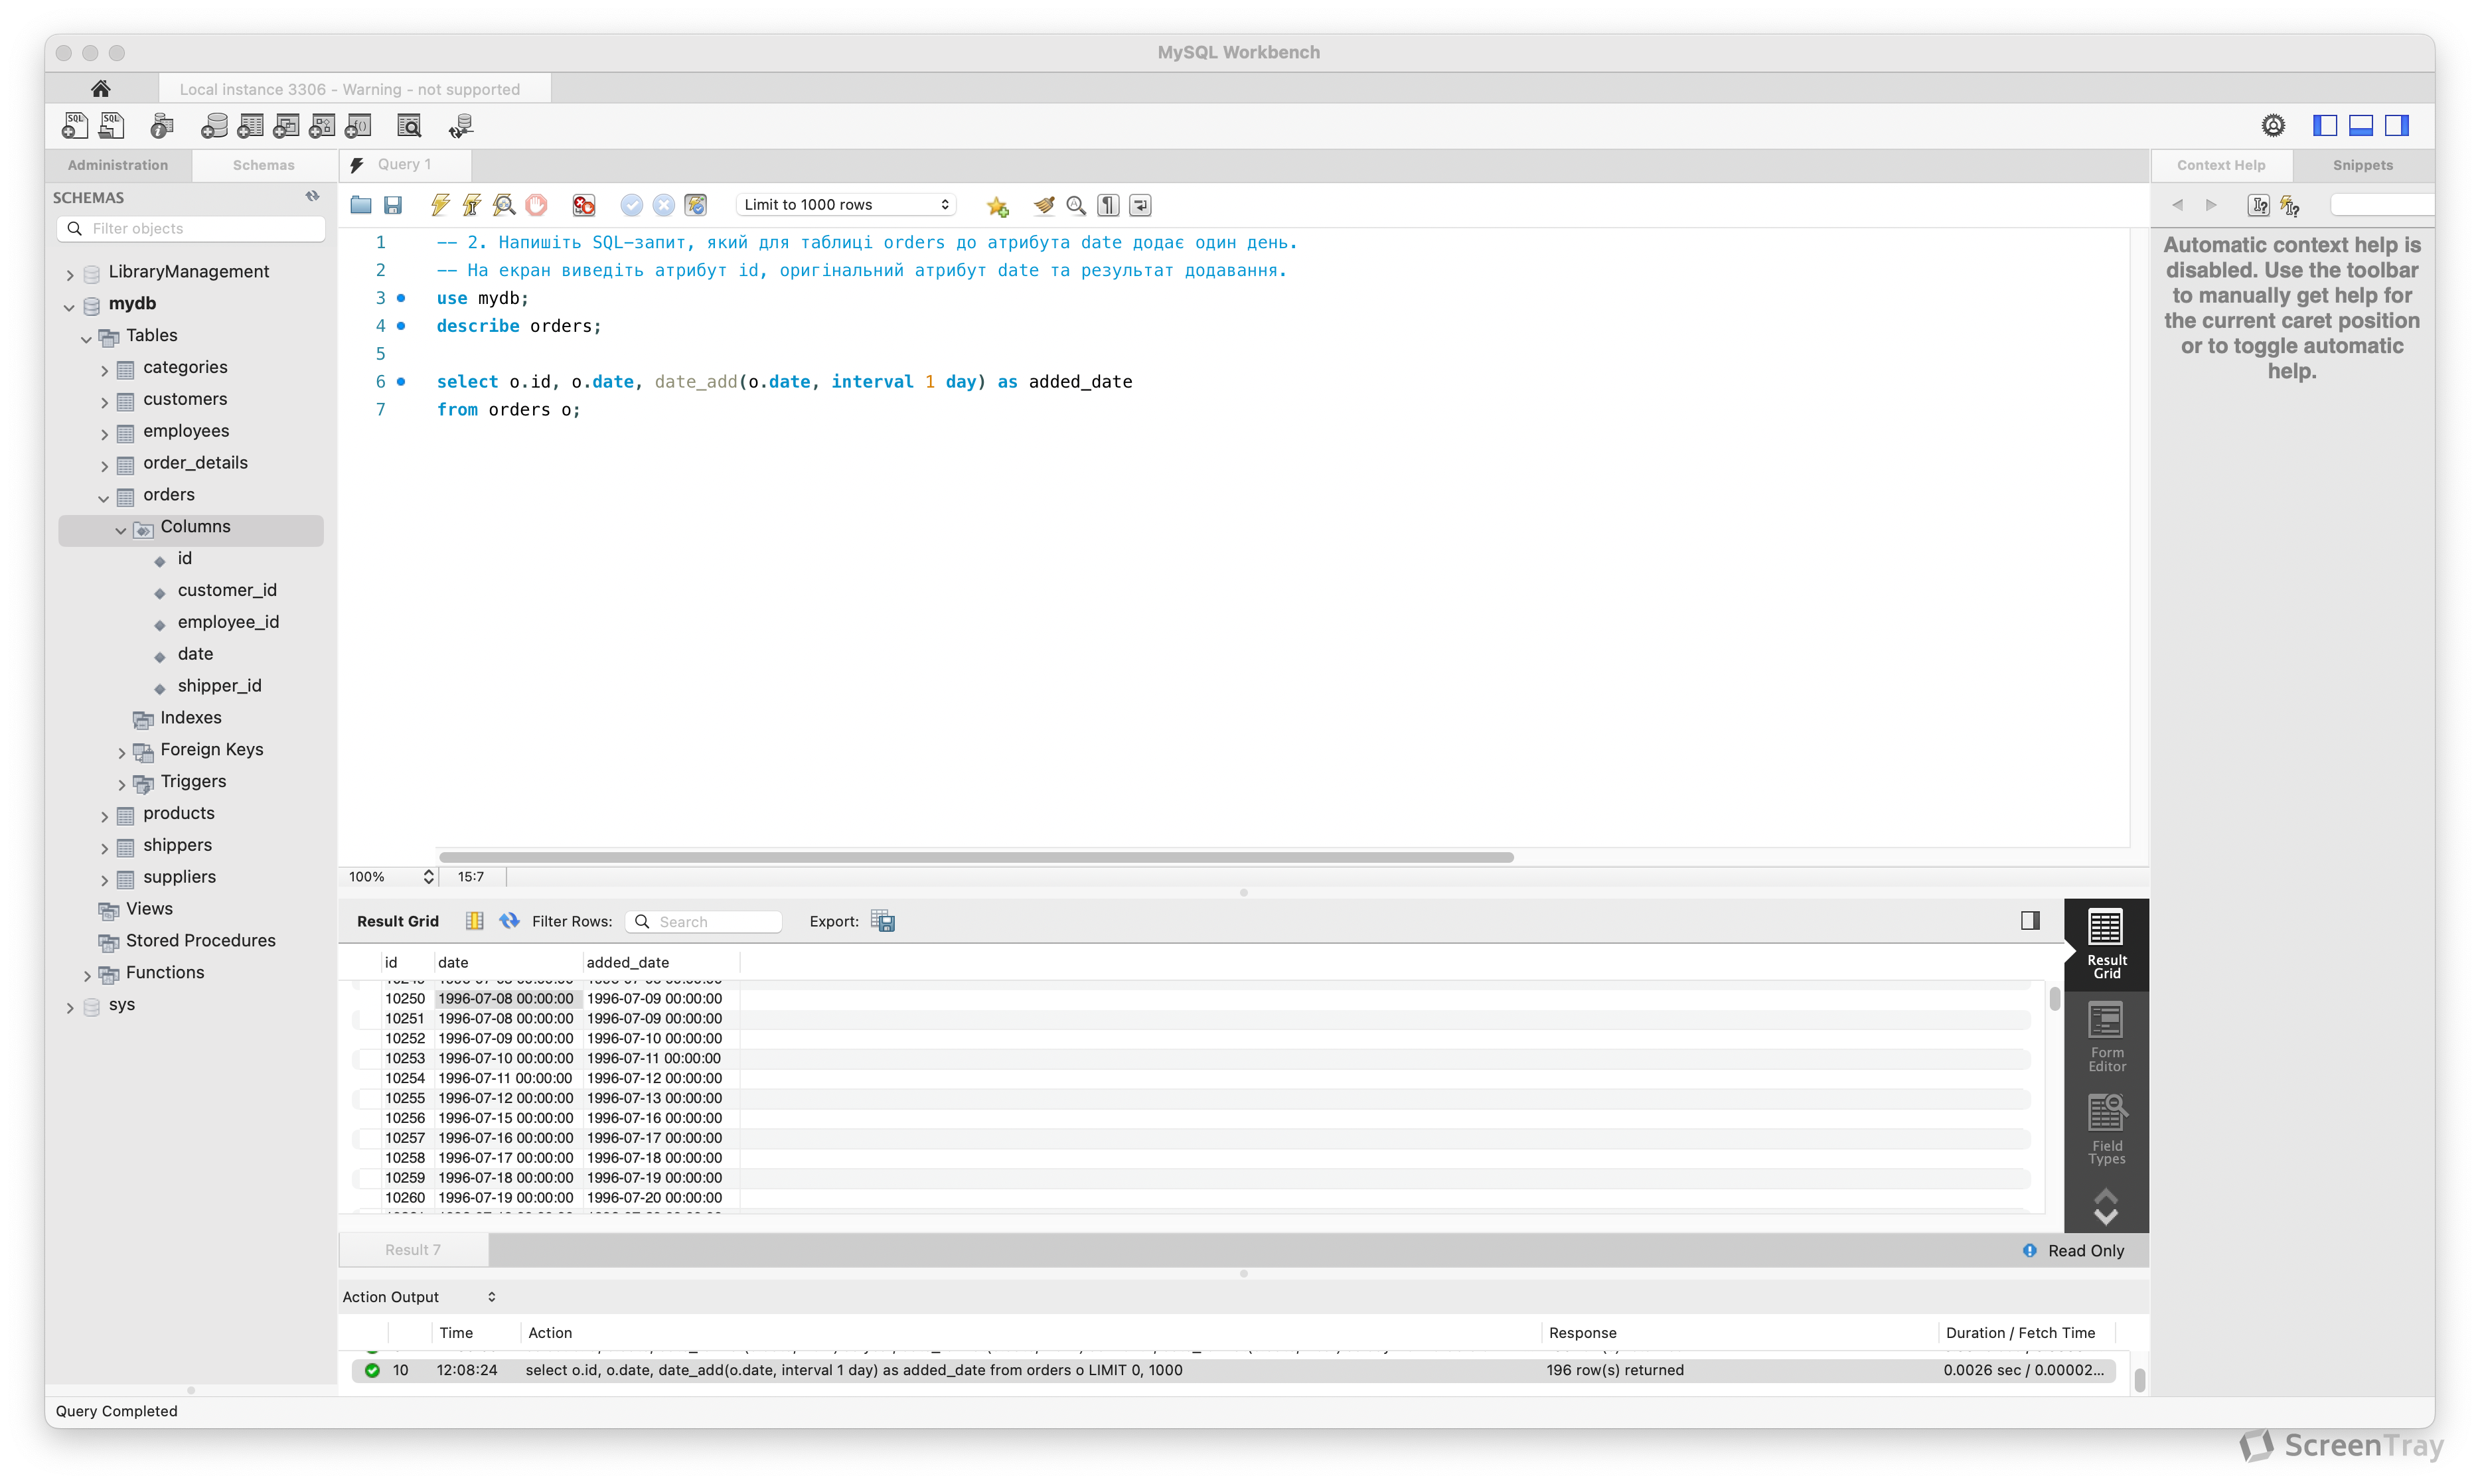 MySQL Workbench
Local instance 3306 - Warning - not supported
Administration
Schemas
Query 1
Context Help
Snippets
SCHEMAS
Filter objects
LibraryManagement
mydb
Tables
categories
customers
employees
order_details
orders
Columns
id
customer_id
employee_id
date
shipper_id
Indexes
Foreign Keys
Triggers
products
shippers
suppliers
Views
Stored Procedures
Functions
sys
Limit to 1000 rows
1 -- 2. Напишіть SQL-запит, який для таблиці orders до атрибута date додає один день.
2 -- На екран виведіть атрибут id, оригінальний атрибут date та результат додавання.
3 use mydb;
4 describe orders;
5
6 select o.id, o.date, date_add(o.date, interval 1 day) as added_date
7 from orders o;
Automatic context help is
disabled. Use the toolbar
to manually get help for
the current caret position
or to toggle automatic
help.
100% 15:7
Result Grid Filter Rows: Search Export:
id date added_date
10250 1996-07-08 00:00:00 1996-07-09 00:00:00
10251 1996-07-08 00:00:00 1996-07-09 00:00:00
10252 1996-07-09 00:00:00 1996-07-10 00:00:00
10253 1996-07-10 00:00:00 1996-07-11 00:00:00
10254 1996-07-11 00:00:00 1996-07-12 00:00:00
10255 1996-07-12 00:00:00 1996-07-13 00:00:00
10256 1996-07-15 00:00:00 1996-07-16 00:00:00
10257 1996-07-16 00:00:00 1996-07-17 00:00:00
10258 1996-07-17 00:00:00 1996-07-18 00:00:00
10259 1996-07-18 00:00:00 1996-07-19 00:00:00
10260 1996-07-19 00:00:00 1996-07-20 00:00:00
Result
Grid
Form
Editor
Field
Types
Result 7
Read Only
Action Output
Time Action Response Duration / Fetch Time
10 12:08:24 select o.id, o.date, date_add(o.date, interval 1 day) as added_date from orders o LIMIT 0, 1000 196 row(s) returned 0.0026 sec / 0.00002...
Query Completed
ScreenTray